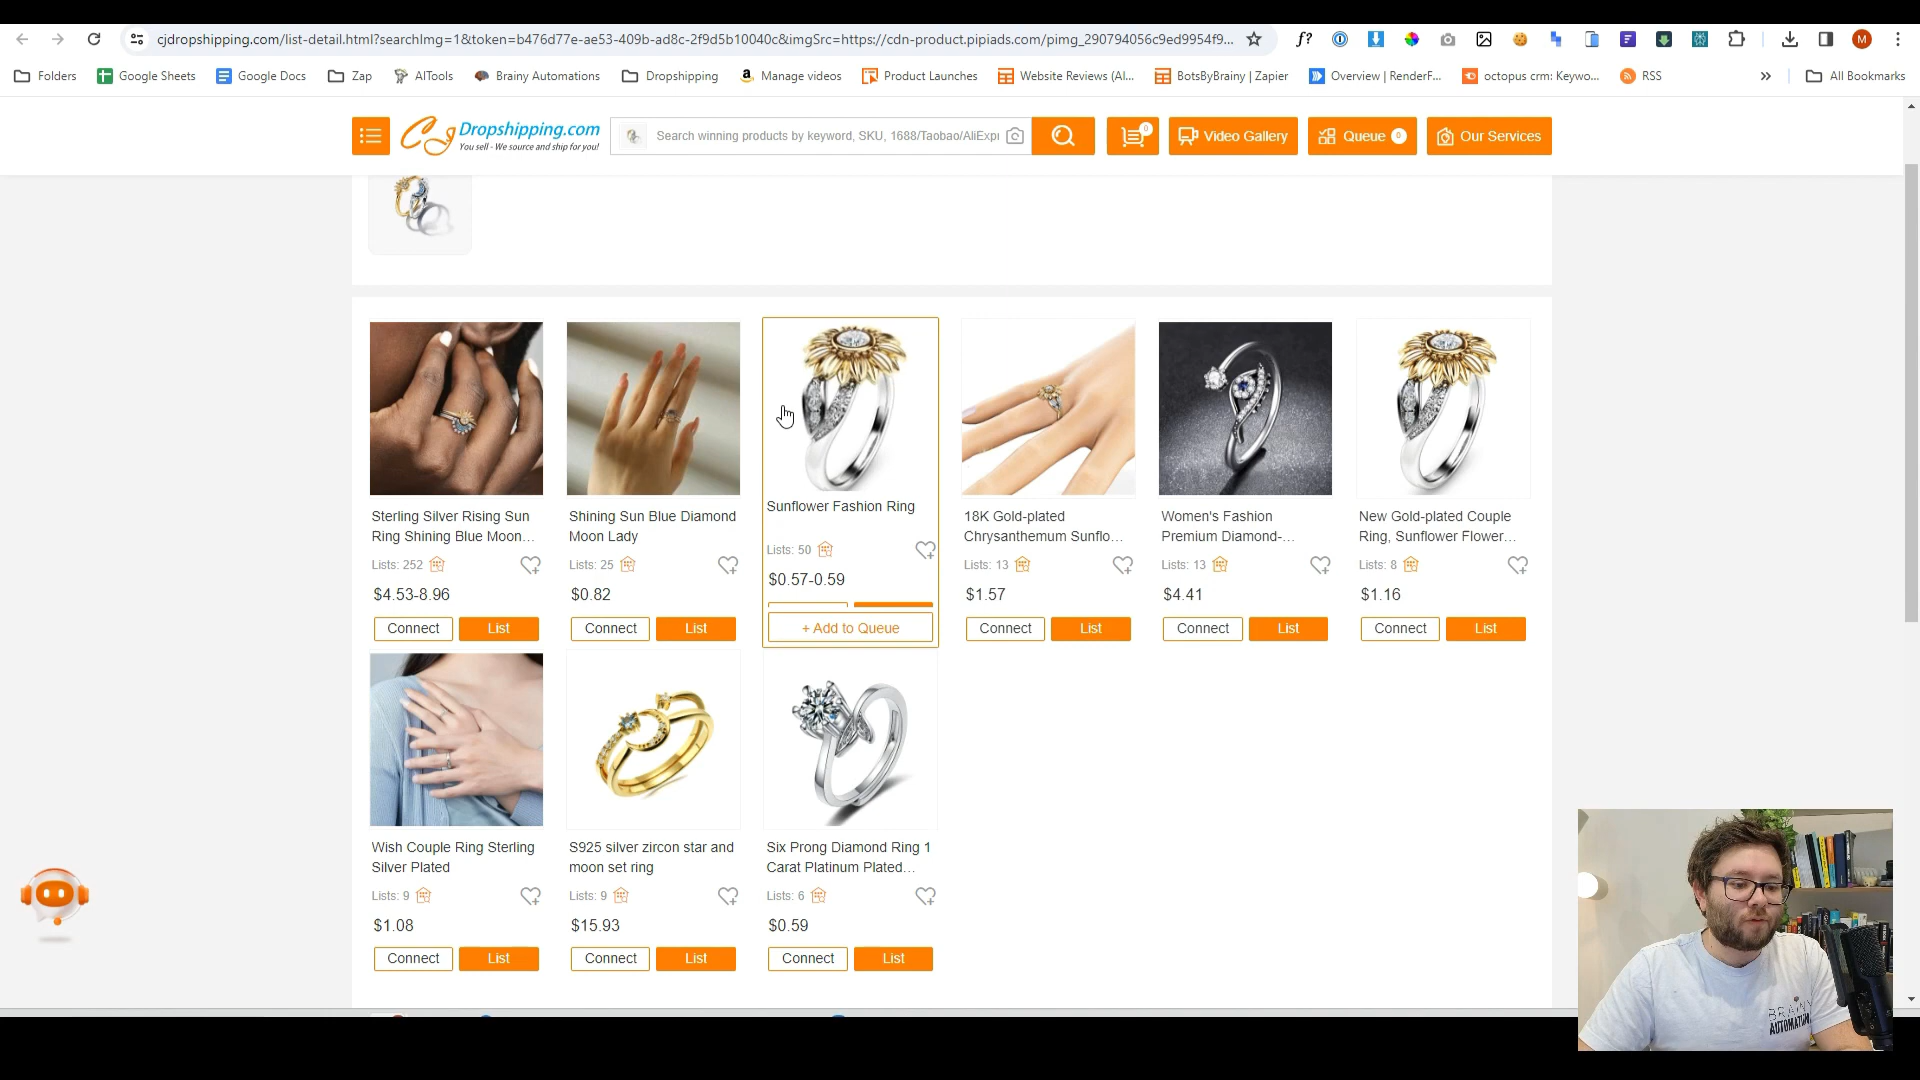 cjdropshipping.com/list-detail.html?searchImg=1&token=b476d77e-ae53-409b-ad8c-2f9d5b10040c&imgSrc=https://cdn-product.pipiads.com/pimg_290794056c9ed9954f9...
f?
M
Folders
Google Sheets
Google Docs
Zap
AITools
Brainy Automations
Dropshipping
Manage videos
Product Launches
Website Reviews (Al...
BotsByBrainy | Zapier
Overview | RenderF...
octopus crm: Keywo...
RSS
»
All Bookmarks
CJ Dropshipping.com
You sell - We source and ship for you!
Search winning products by keyword, SKU, 1688/Taobao/AliExpr
0
Video Gallery
Queue 0
Our Services
Sterling Silver Rising Sun
Ring Shining Blue Moon...
Lists: 252
$4.53-8.96
Connect
List
Shining Sun Blue Diamond
Moon Lady
Lists: 25
$0.82
Connect
List
Sunflower Fashion Ring
Lists: 50
$0.57-0.59
+ Add to Queue
18K Gold-plated
Chrysanthemum Sunflo...
Lists: 13
$1.57
Connect
List
Women's Fashion
Premium Diamond-...
Lists: 13
$4.41
Connect
List
New Gold-plated Couple
Ring, Sunflower Flower...
Lists: 8
$1.16
Connect
List
Wish Couple Ring Sterling
Silver Plated
Lists: 9
$1.08
Connect
List
S925 silver zircon star and
moon set ring
Lists: 9
$15.93
Connect
List
Six Prong Diamond Ring 1
Carat Platinum Plated...
Lists: 6
$0.59
Connect
List
BRAINY
AUTOMATION